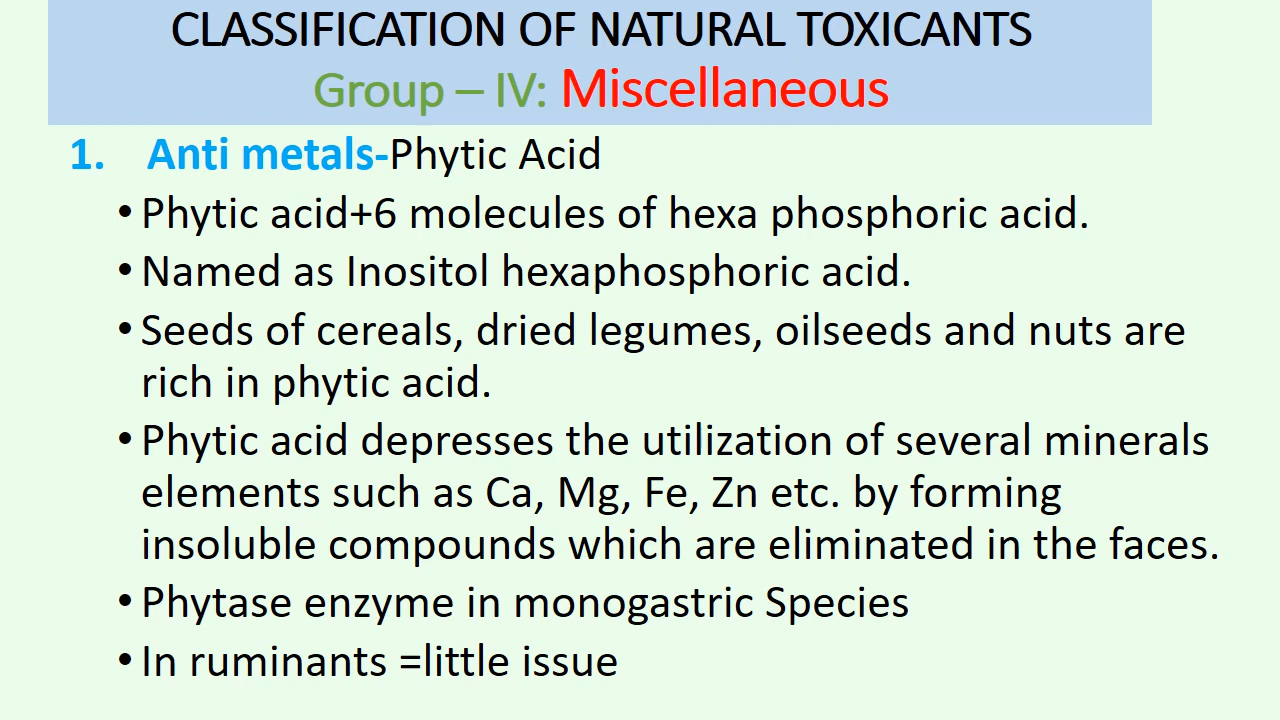 CLASSIFICATION OF NATURAL TOXICANTS
Group – IV: Miscellaneous
1. Anti metals-Phytic Acid
• Phytic acid+6 molecules of hexa phosphoric acid.
• Named as Inositol hexaphosphoric acid.
• Seeds of cereals, dried legumes, oilseeds and nuts are
rich in phytic acid.
• Phytic acid depresses the utilization of several minerals
elements such as Ca, Mg, Fe, Zn etc. by forming
insoluble compounds which are eliminated in the faces.
• Phytase enzyme in monogastric Species
• In ruminants =little issue